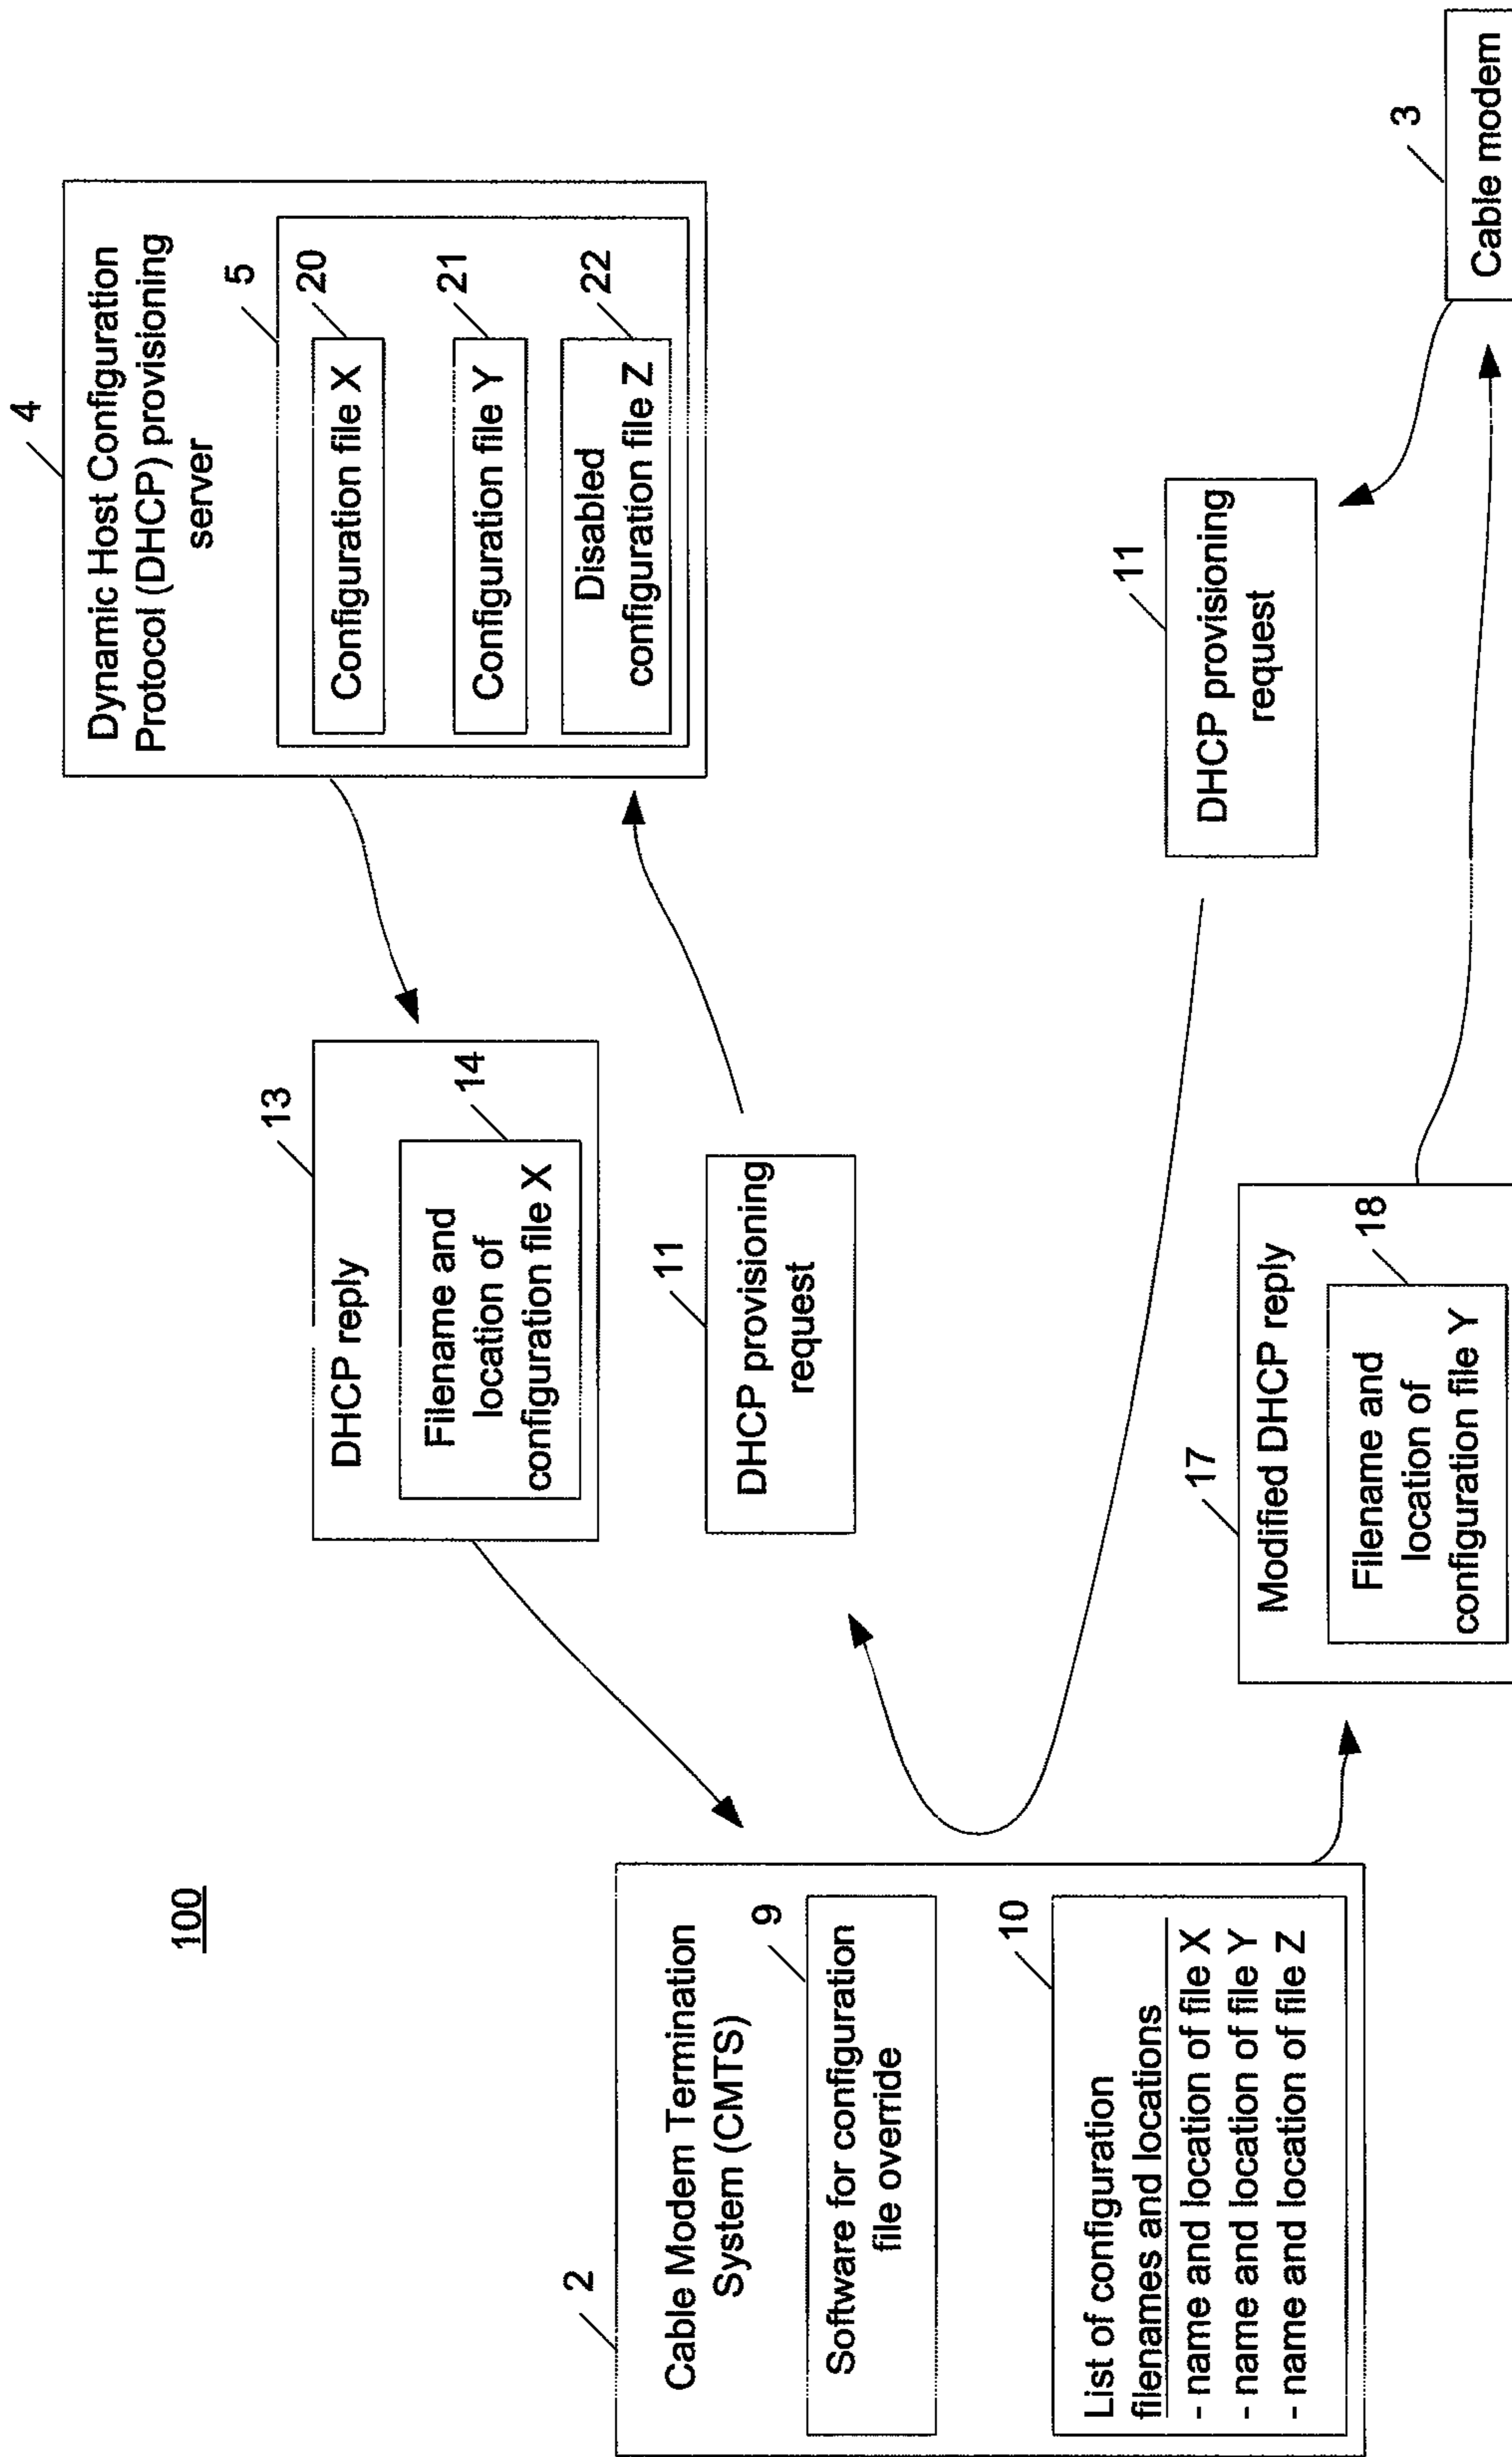 100
2
Cable Modem Termination
System (CMTS)
9
Software for configuration
file override
10
List of configuration
filenames and locations
- name and location of file X
- name and location of file Y
- name and location of file Z
13
DHCP reply
14
Filename and
location of
configuration file X
11
DHCP provisioning
request
17
Modified DHCP reply
18
Filename and
location of
configuration file Y
4
Dynamic Host Configuration
Protocol (DHCP) provisioning
server
5
20
Configuration file X
21
Configuration file Y
22
Disabled
configuration file Z
11
DHCP provisioning
request
3
Cable modem